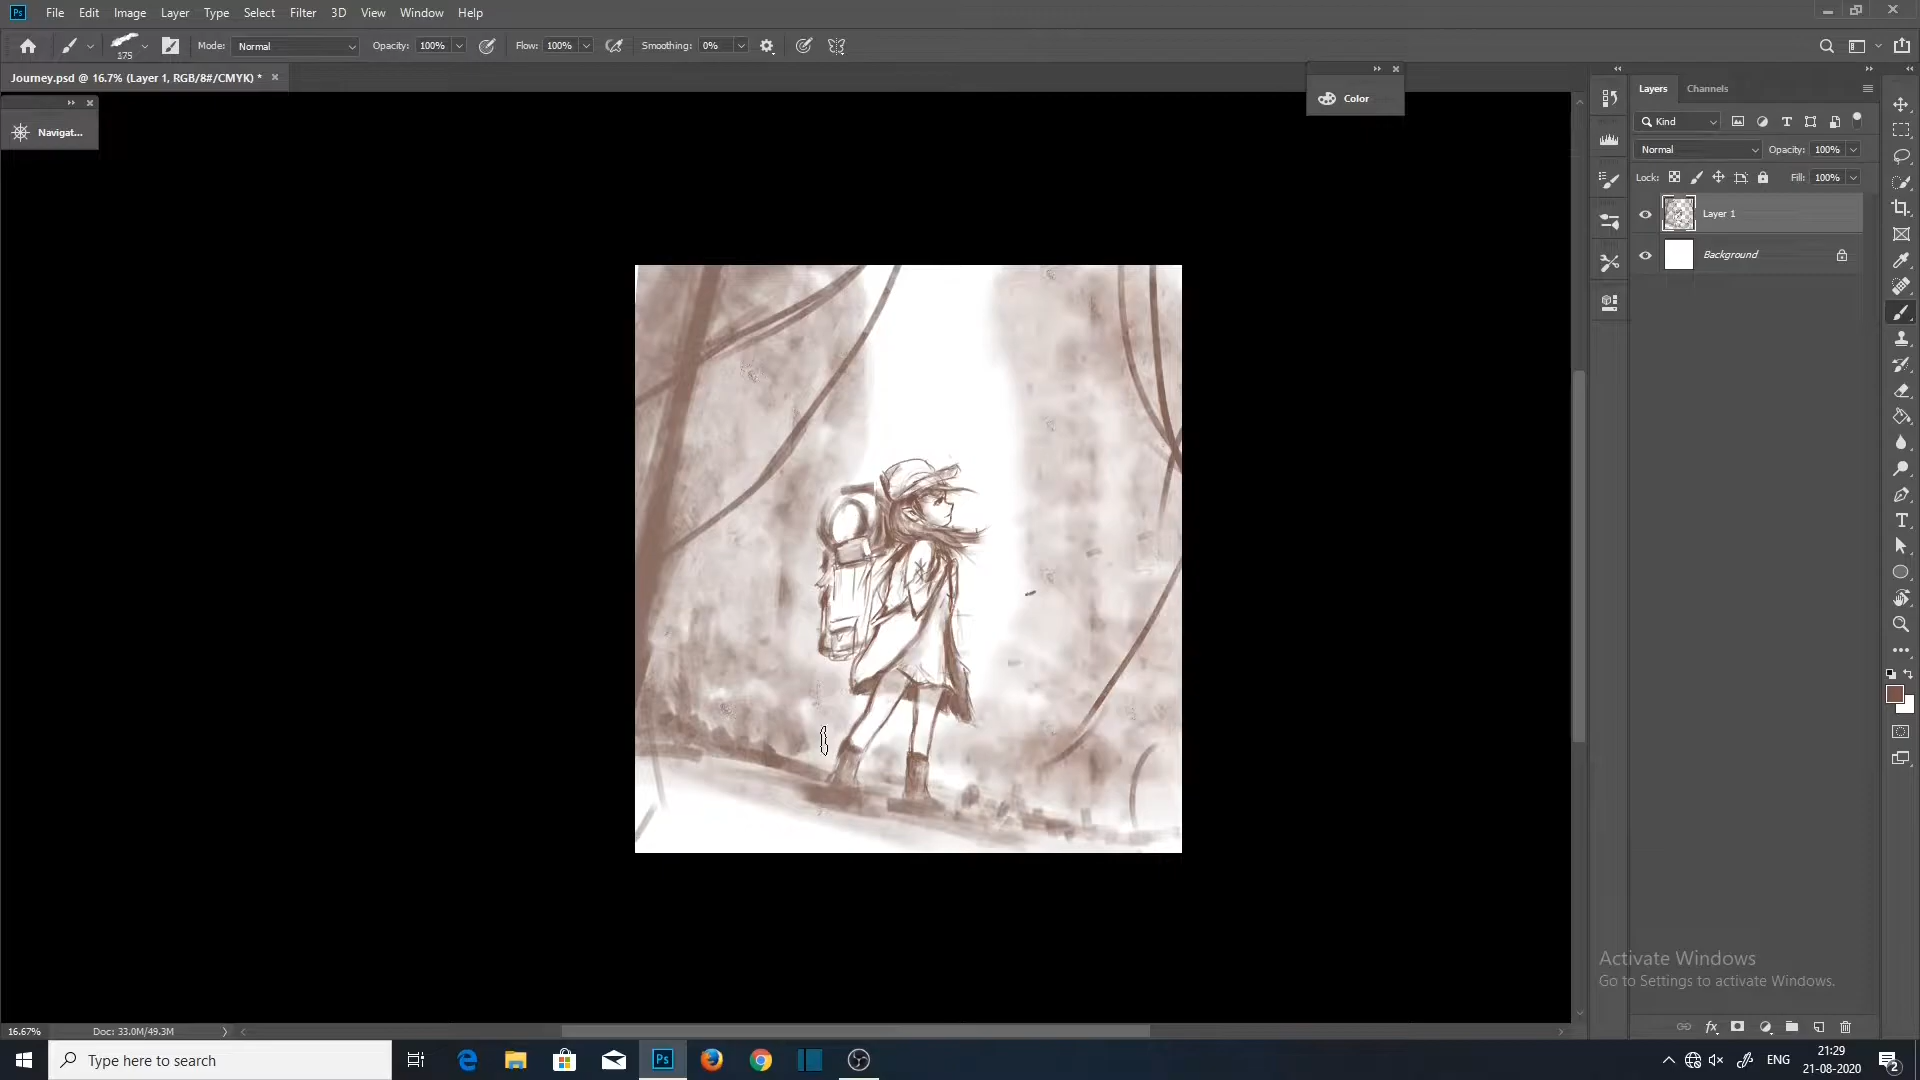 Ps File Edit Image Layer Type Select Filter 3D View Window Help
175 Mode: Normal Opacity: 100% Flow: 100% Smoothing: 0%
Journey.psd @ 16.7% (Layer 1, RGB/8#/CMYK) * ×
Navigat...
Color
Layers Channels
Kind
Normal Opacity: 100%
Lock: Fill: 100%
Layer 1
Background
Activate Windows
Go to Settings to activate Windows.
16.67% Doc: 33.0M/49.3M
Type here to search
Ps
ENG
21:29
21-08-2020
2